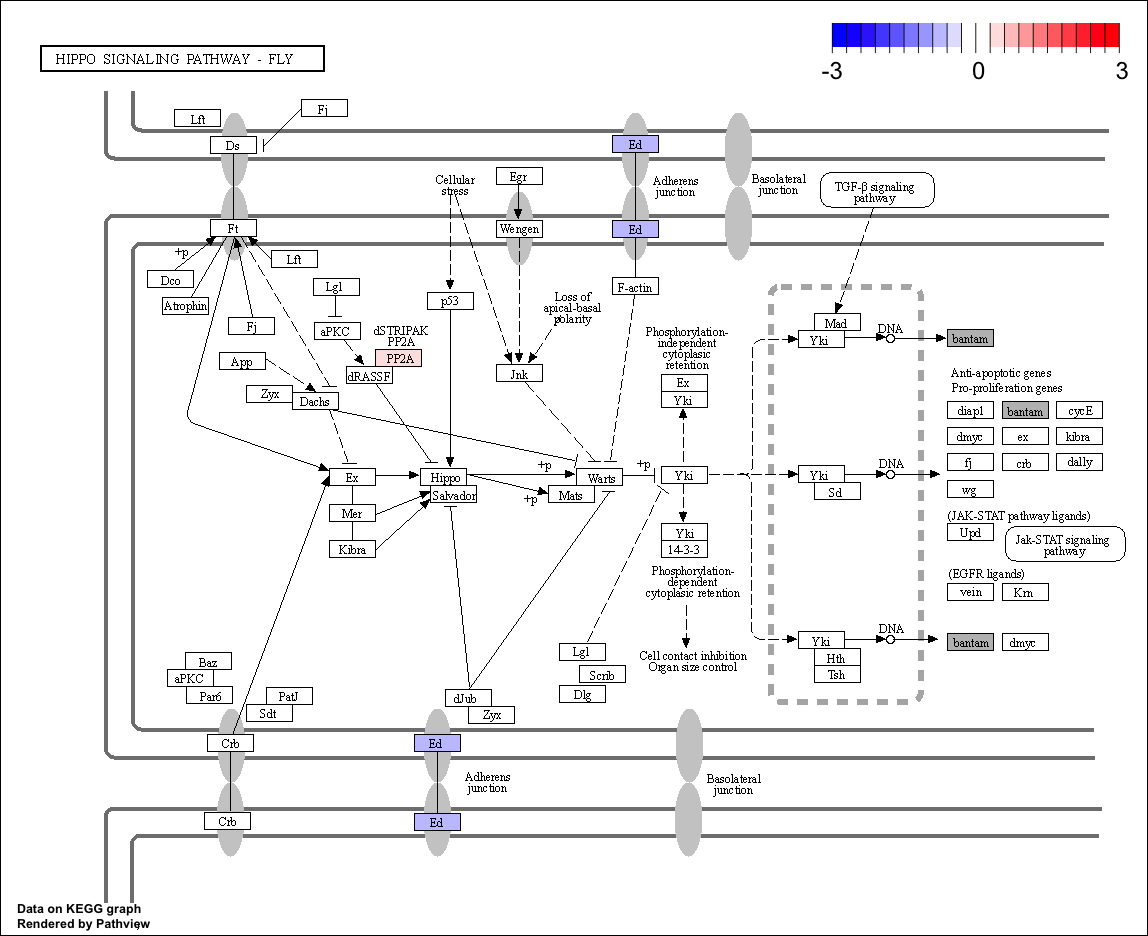 HIPPO SIGNALING PATHWAY - FLY
-3
0
3
Lft
Fj
Ds
Ed
Cellular
stress
Egr
Adherens
junction
Basolateral
junction
TGF-β signaling
pathway
Ft
Wengen
Ed
+p
Dco
Lft
Atrophin
Lgl
p53
F-actin
Loss of
apical-basal
polarity
Fj
aPKC
dSTRIPAK
PP2A
PP2A
dRASSF
App
Zyx
Dachs
Jnk
Phosphorylation-
independent
cytoplasic
retention
Ex
Yki
Mad
Yki
DNA
bantam
Anti-apoptotic genes
Pro-proliferation genes
diap1
bantam
cycE
dmyc
ex
kibra
fj
crb
dally
wg
Ex
Hippo
Salvador
+p
+p
Warts
Mats
+p
Yki
Yki
Sd
DNA
Mer
Kibra
Yki
14-3-3
Phosphorylation-
dependent
cytoplasic retention
(JAK-STAT pathway ligands)
Upd
Jak-STAT signaling
pathway
(EGFR ligands)
vein
Krn
Cell contact inhibition
Organ size control
Yki
Hth
Tsh
DNA
bantam
dmyc
Lgl
Scrib
Dlg
Baz
aPKC
Par6
PatJ
Sdt
dJub
Zyx
Crb
Ed
Adherens
junction
Basolateral
junction
Crb
Ed
Data on KEGG graph
Rendered by Pathview